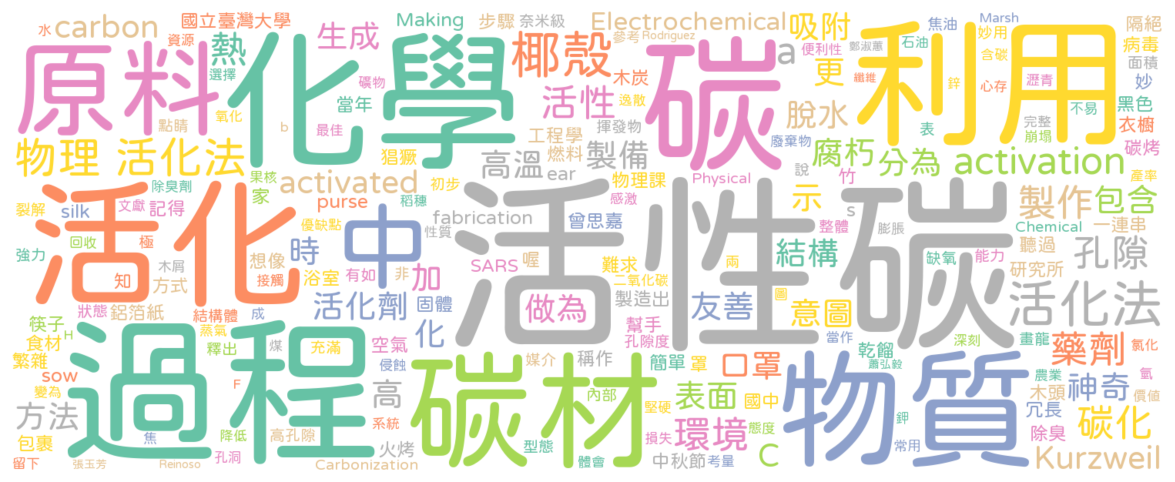 水 carbon 國立臺灣大學 Making 步驟 奈米級 Electrochemical 吸附 焦油 Marsh 隔絕
資源 熱 生成 椰殼 參考 Rodriguez a 便利性 鄭淑蕙 石油 妙用 含碳 病毒
原料 化學 碳 利用 面積
選擇 礦物 當年 活性 木炭 逸散 更 纖維 鋅 心存 瀝青 不易 妙 黑色
點睛 氧化 b 最佳 工程學 揮發物 脫水 表 完整 崩塌 衣櫥 碳烤
物理 活化法 猖獗 高溫 燃料 製備 廢棄物 腐朽 分為 activation 產率
果核 家 activated 初步 ear 物理課 Physical 說 竹 示 製作 包含
除臭劑 稻穗 感激
活化 中 活性碳
裂解 silk 文獻 記得 優缺點 purse 性質 fabrication 曾思嘉 整體 s 膨脹 Chemical 一連串
強力 回收 極 想像 時 SARS 喔 難求 結構 缺氧 聽過 能力 孔隙
知 木屑 方式 接觸 浴室 有如 非 加 二氧化碳 兩 研究所
狀態 鋁箔紙 結構體 活化劑 固體 製造出 做為 友善 圖 意圖 活化法
筷子 H 釋出 蒸氣 成 化 幫手 孔隙度 當作 深刻 畫龍 氯化
食材 繁雜 煤 充滿 空氣 侵蝕 媒介 稱作 簡單 罩 口罩 蕭弘毅 乾餾 藥劑 氫
過程 碳材 物質
sow 變為 F 高 內部 堅硬 表面 國中 鉀 木頭 農業 神奇 價值
方法 降低 系統 環境 態度 冗長 碳化
包裹 焦 高孔隙 火烤 型態 損失 C 常用 除臭
留下 張玉芳 Reinoso 孔洞 Carbonization 體會 中秋節 考量 Kurzweil